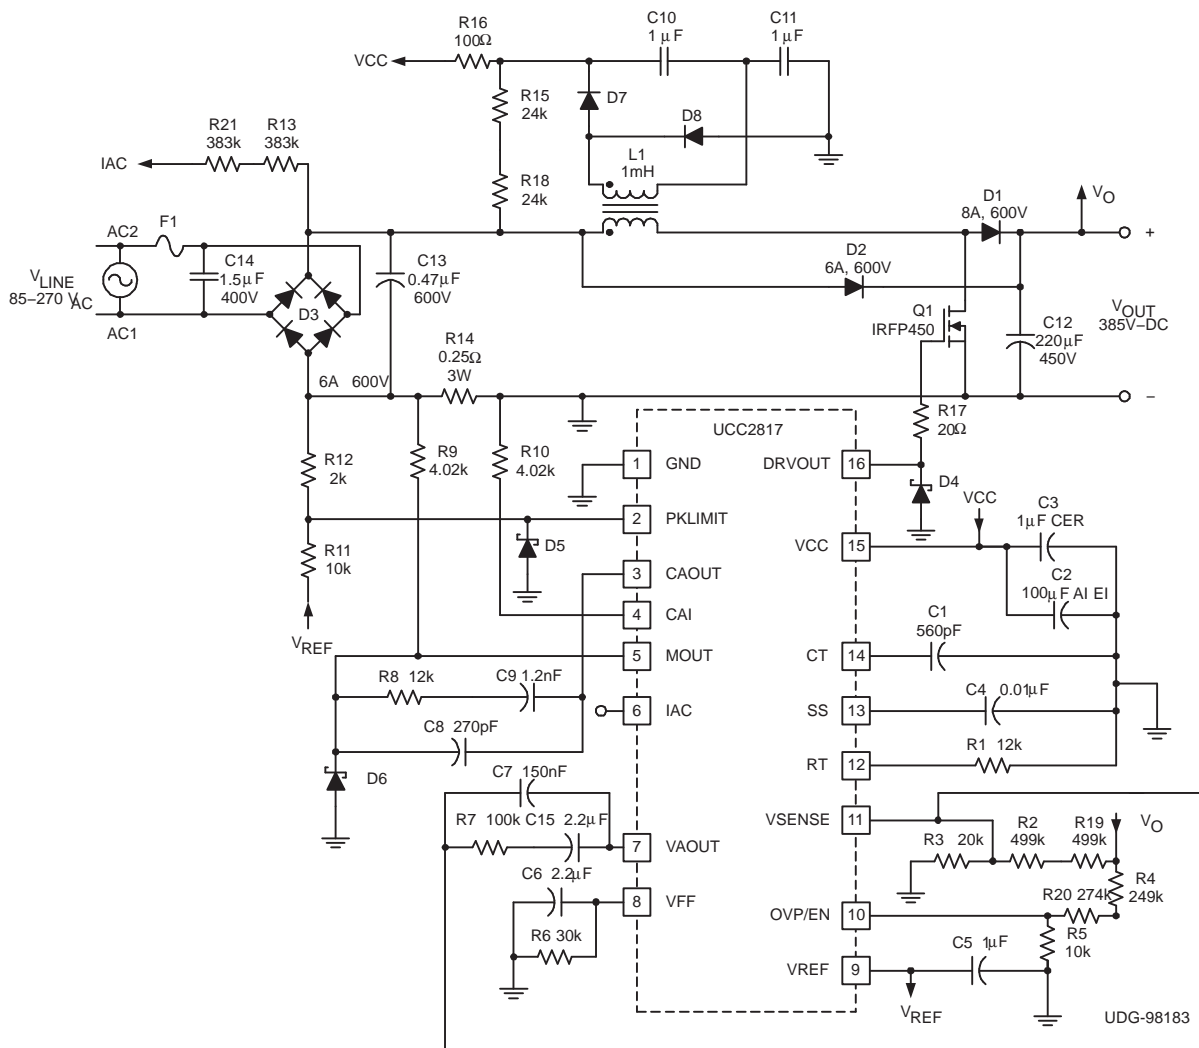 R16
100Ω
C10
1 μF
C11
1 μF
VCC
D7
R15
24k
D8
R21
383k
R13
383k
IAC
L1
1mH
R18
24k
D1
8A, 600V
VO
AC2
F1
+
D2
6A, 600V
VLINE
85–270 VAC
C14
1.5μF
400V
C13
0.47μF
600V
D3
Q1
IRFP450
VOUT
385V–DC
C12
220μF
450V
AC1
R14
0.25Ω
3W
6A 600V
–
R17
20Ω
UCC2817
R12
2k
R9
4.02k
R10
4.02k
1
GND
DRVOUT
16
D4
VCC
C3
1μF CER
2
PKLIMIT
VCC
15
D5
R11
10k
3
CAOUT
C2
100μF AI EI
4
CAI
C1
560pF
VREF
5
MOUT
CT
14
R8 12k
C9 1.2nF
C4 0.01μF
6
IAC
SS
13
C8 270pF
R1 12k
D6
RT
12
C7 150nF
R7 100k
C15 2.2μF
VSENSE
11
R3 20k
R2
499k
R19
499k
VO
7
VAOUT
C6 2.2μF
R4
249k
R20 274k
8
VFF
OVP/EN
10
R5
10k
R6 30k
C5 1μF
VREF
9
VREF
UDG-98183